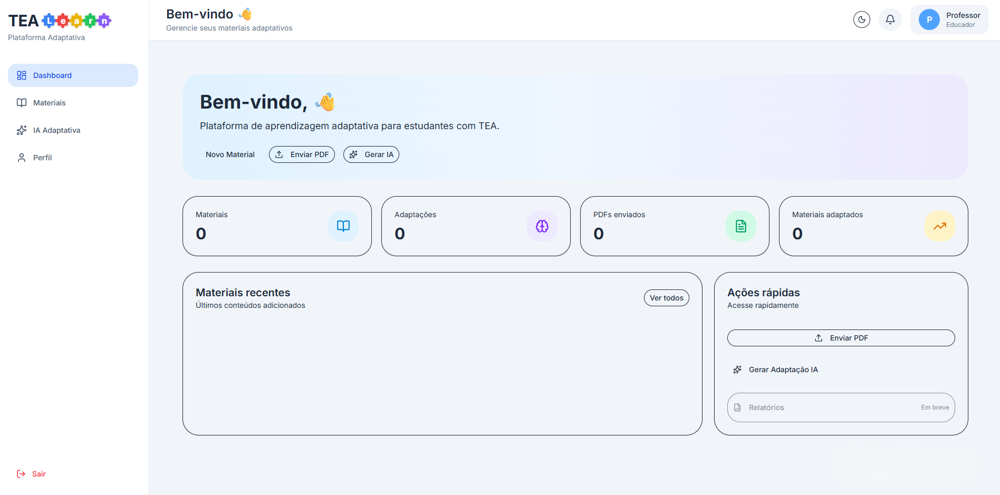 TEA Learn
Plataforma Adaptativa
Dashboard
Materiais
IA Adaptativa
Perfil
Sair
Bem-vindo 👋
Gerencie seus materiais adaptativos
P
Professor
Educador
Bem-vindo, 👋
Plataforma de aprendizagem adaptativa para estudantes com TEA.
Novo Material
Enviar PDF
Gerar IA
Materiais
0
Adaptações
0
PDFs enviados
0
Materiais adaptados
0
Materiais recentes
Últimos conteúdos adicionados
Ver todos
Ações rápidas
Acesse rapidamente
Enviar PDF
Gerar Adaptação IA
Relatórios
Em breve